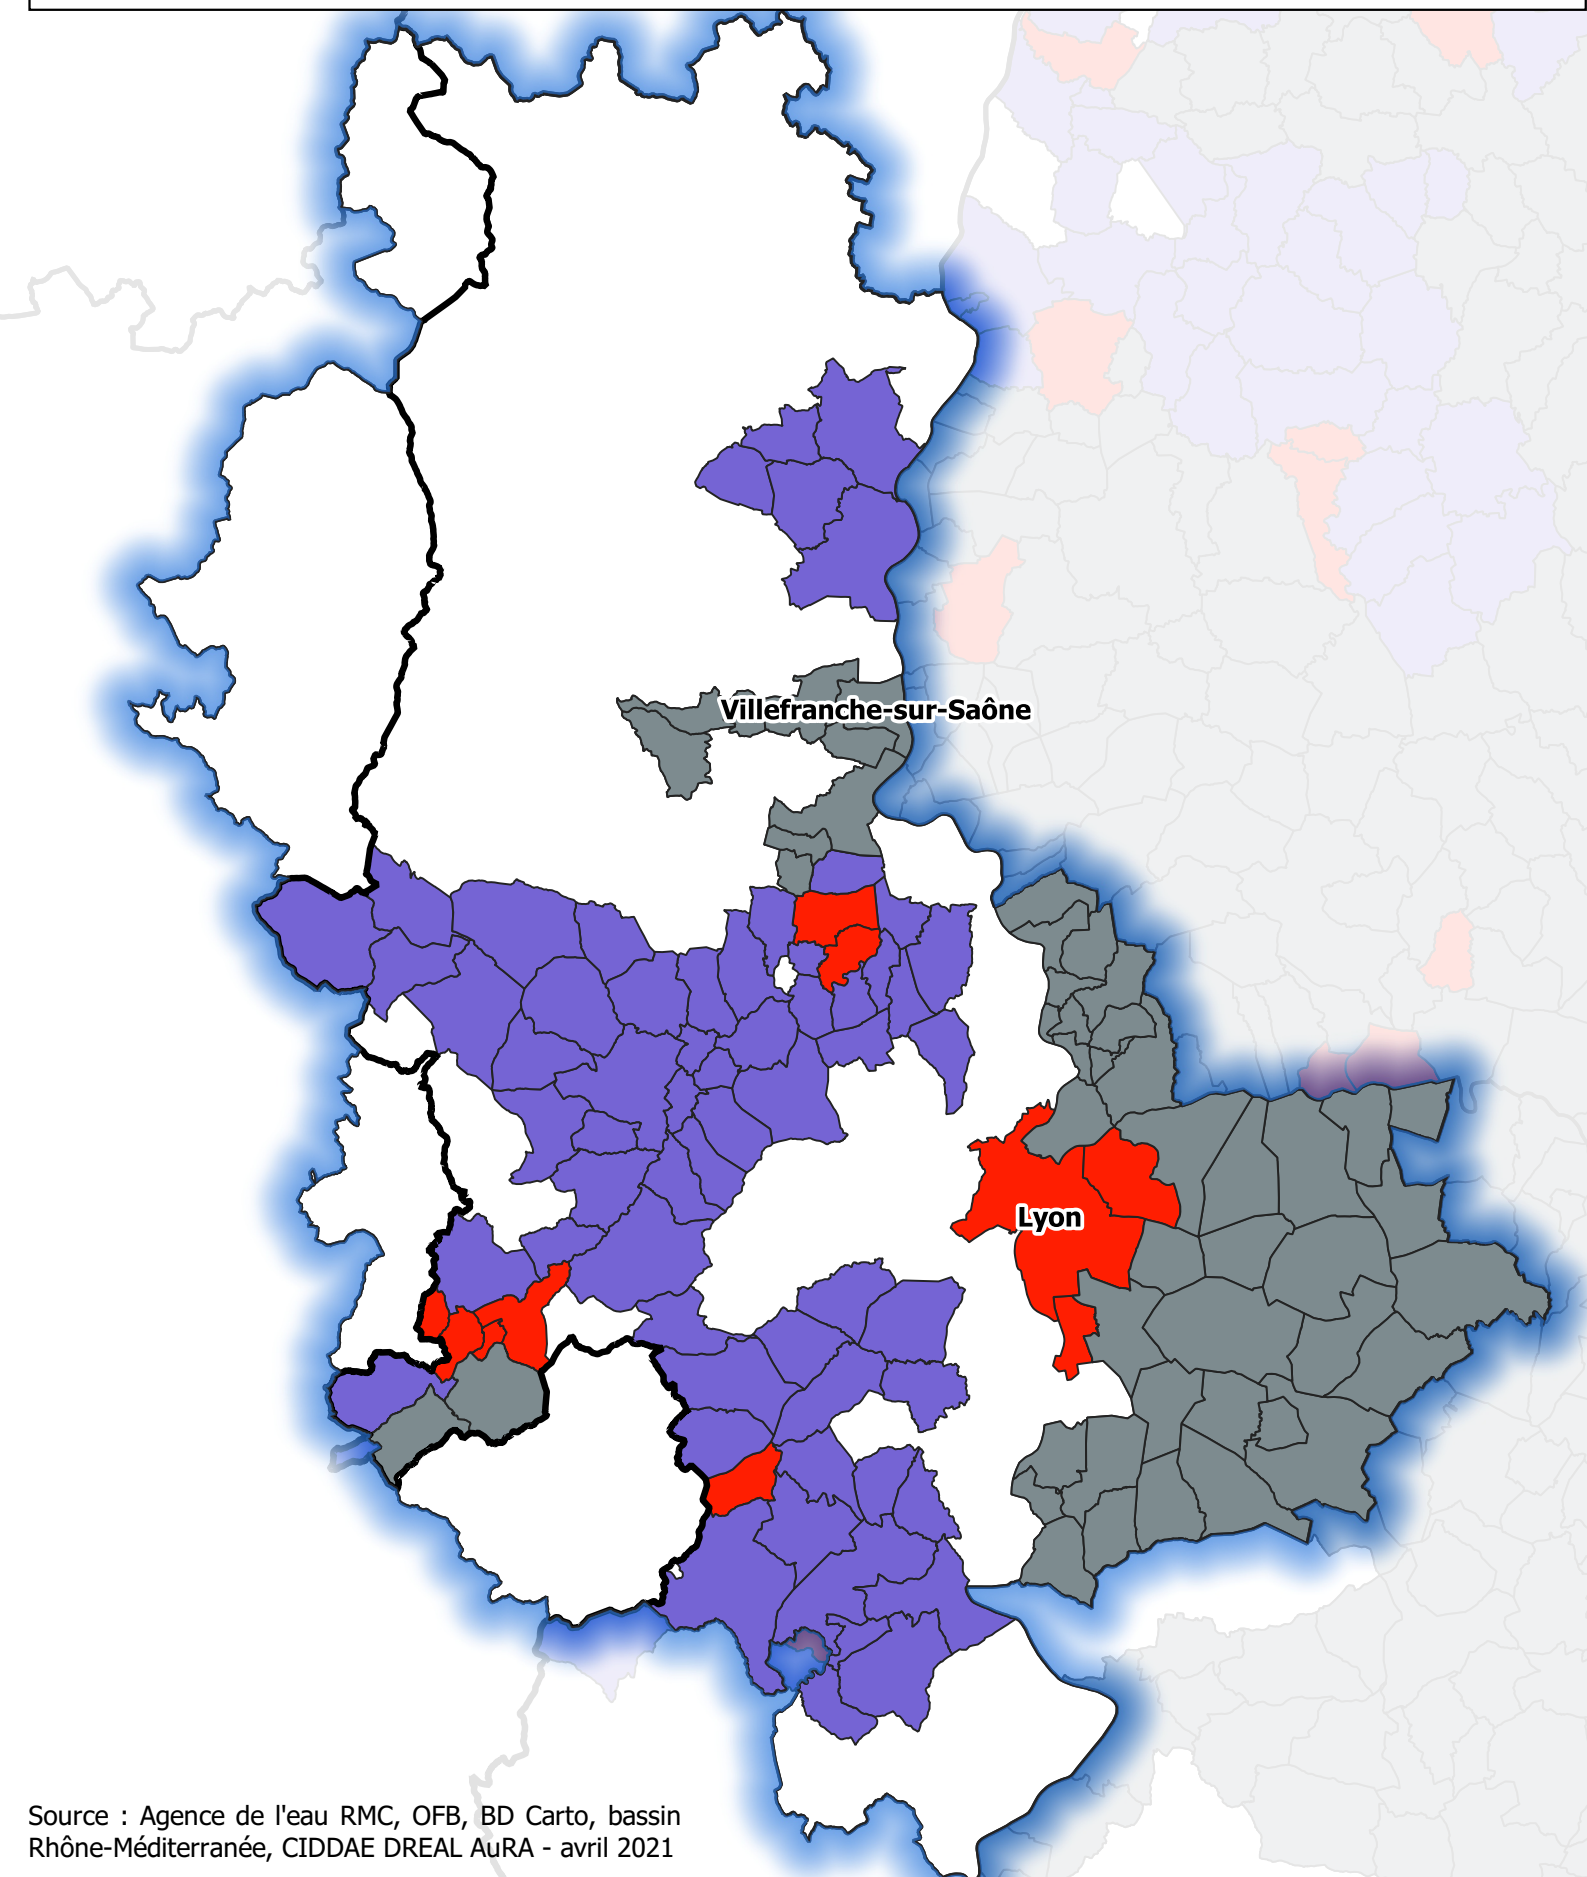 Villefranche-sur-Saône
Lyon
Source : Agence de l'eau RMC, OFB, BD Carto, bassin
Rhône-Méditerranée, CIDDAE DREAL AuRA - avril 2021